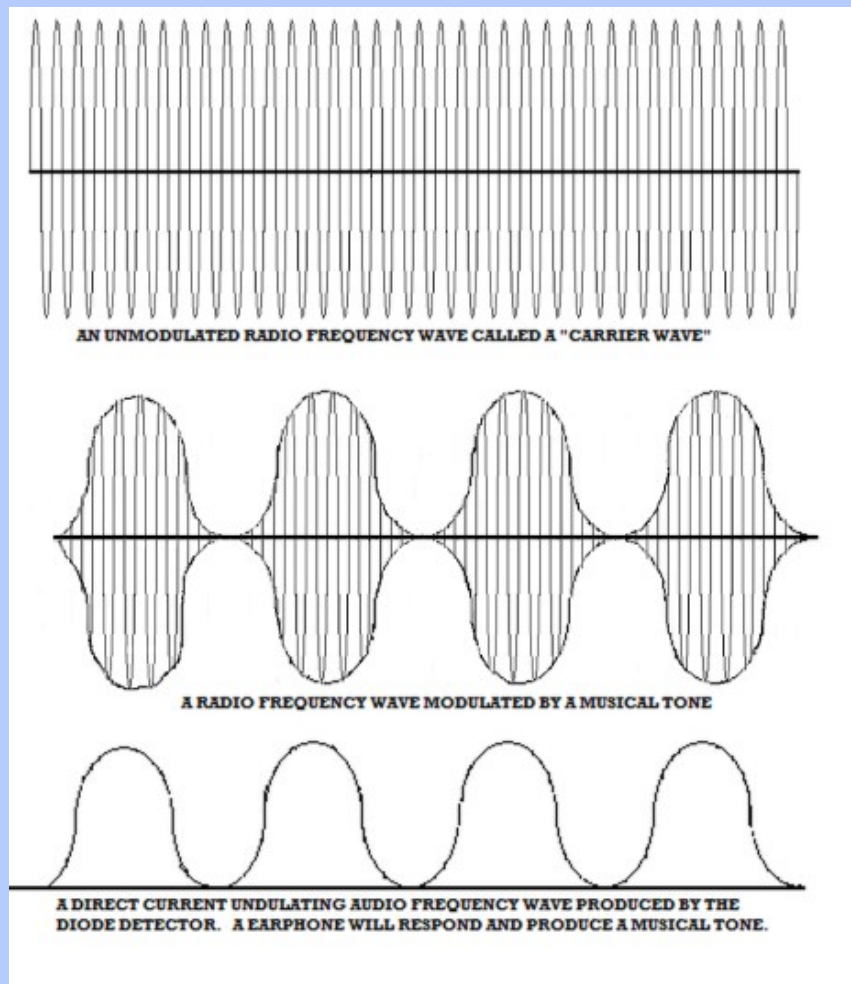 AN UNMODULATED RADIO FREQUENCY WAVE CALLED A "CARRIER WAVE"
A RADIO FREQUENCY WAVE MODULATED BY A MUSICAL TONE
A DIRECT CURRENT UNDULATING AUDIO FREQUENCY WAVE PRODUCED BY THE
DIODE DETECTOR. A EARPHONE WILL RESPOND AND PRODUCE A MUSICAL TONE.